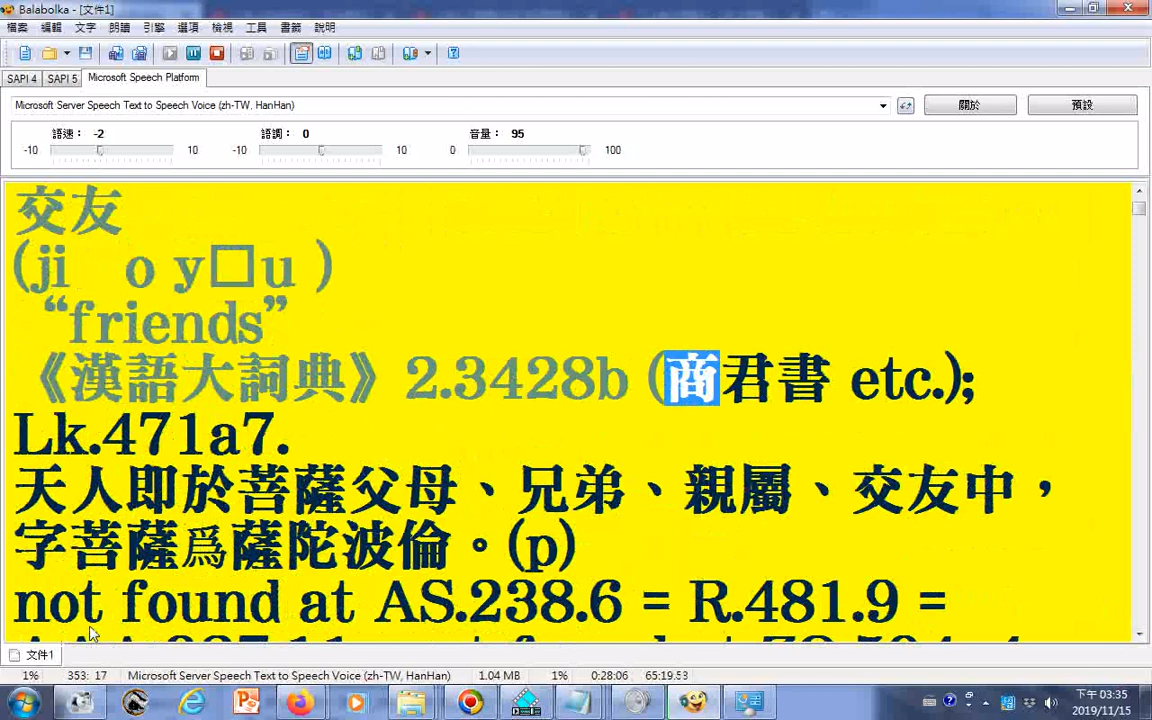 Balabolka - [文件1]
檔案 編輯 文字 朗讀 引擎 選項 檢視 工具 書籤 說明
SAPI 4 SAPI 5 Microsoft Speech Platform
Microsoft Server Speech Text to Speech Voice (zh-TW, HanHan)
關於 預設
語速： -2 語調： 0 音量： 95
-10 10 -10 10 0 100
交友
(ji o y□u )
“friends”
《漢語大詞典》 2.3428b (商君書 etc.);
Lk.471a7.
天人即於菩薩父母、兄弟、親屬、交友中，
字菩薩爲薩陀波倫。(p)
not found at AS.238.6 = R.481.9 =
文件1
1% 353: 17 Microsoft Server Speech Text to Speech Voice (zh-TW, HanHan) 1.04 MB 1% 0:28:06 65:19.53
下午 03:35
2019/11/15